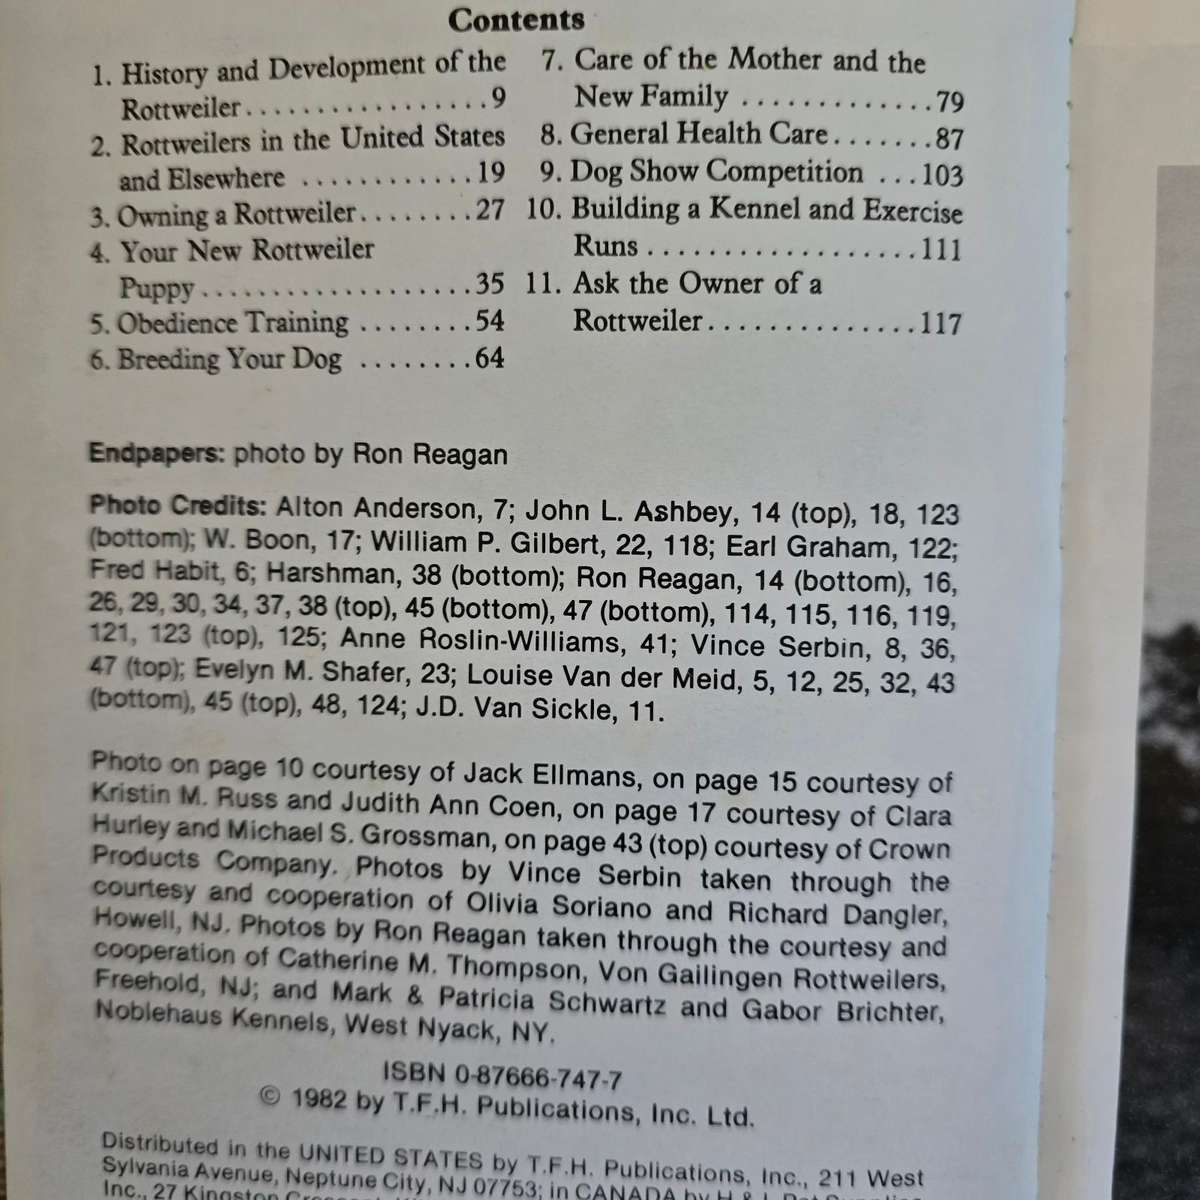 Contents
1. History and Development of the
Rottweiler.................9
2. Rottweilers in the United States
and Elsewhere ............19
3. Owning a Rottweiler........27
4. Your New Rottweiler
Puppy...................35
5. Obedience Training ........54
6. Breeding Your Dog ........64
7. Care of the Mother and the
New Family ..............79
8. General Health Care.......87
9. Dog Show Competition ...103
10. Building a Kennel and Exercise
Runs ...................111
11. Ask the Owner of a
Rottweiler...............117
Endpapers: photo by Ron Reagan
Photo Credits: Alton Anderson, 7; John L. Ashbey, 14 (top), 18, 123
(bottom); W. Boon, 17; William P. Gilbert, 22, 118; Earl Graham, 122;
Fred Habit, 6; Harshman, 38 (bottom); Ron Reagan, 14 (bottom), 16,
26, 29, 30, 34, 37, 38 (top), 45 (bottom), 47 (bottom), 114, 115, 116, 119,
121, 123 (top), 125; Anne Roslin-Williams, 41; Vince Serbin, 8, 36,
47 (top); Evelyn M. Shafer, 23; Louise Van der Meid, 5, 12, 25, 32, 43
(bottom), 45 (top), 48, 124; J.D. Van Sickle, 11.
Photo on page 10 courtesy of Jack Ellmans, on page 15 courtesy of
Kristin M. Russ and Judith Ann Coen, on page 17 courtesy of Clara
Hurley and Michael S. Grossman, on page 43 (top) courtesy of Crown
Products Company. Photos by Vince Serbin taken through the
courtesy and cooperation of Olivia Soriano and Richard Dangler,
Howell, NJ. Photos by Ron Reagan taken through the courtesy and
cooperation of Catherine M. Thompson, Von Gailingen Rottweilers,
Freehold, NJ; and Mark & Patricia Schwartz and Gabor Brichter,
Noblehaus Kennels, West Nyack, NY.
ISBN 0-87666-747-7
© 1982 by T.F.H. Publications, Inc. Ltd.
Distributed in the UNITED STATES by T.F.H. Publications, Inc., 211 West
Sylvania Avenue, Neptune City, NJ 07753; in CANADA by H & L Pet Supplies
Inc., 27 Kingston